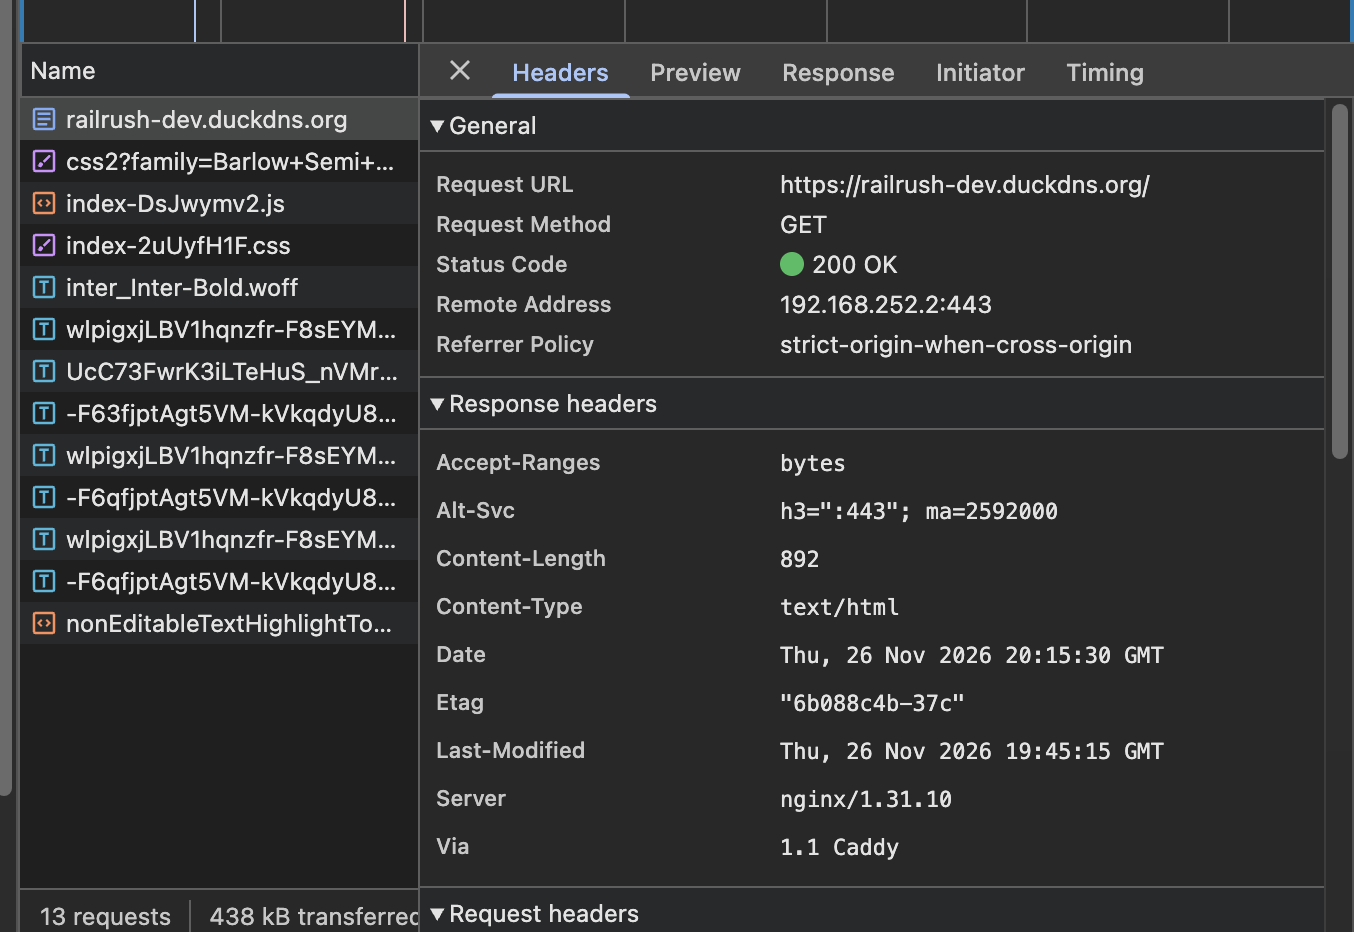 Name
railrush-dev.duckdns.org
css2?family=Barlow+Semi+...
index-DsJwymv2.js
index-2uUyfH1F.css
inter_Inter-Bold.woff
wlpigxjLBV1hqnzfr-F8sEYM...
UcC73FwrK3iLTeHuS_nVMr...
-F63fjptAgt5VM-kVkqdyU8...
wlpigxjLBV1hqnzfr-F8sEYM...
-F6qfjptAgt5VM-kVkqdyU8...
wlpigxjLBV1hqnzfr-F8sEYM...
-F6qfjptAgt5VM-kVkqdyU8...
nonEditableTextHighlightTo...
13 requests 438 kB transferred
Headers Preview Response Initiator Timing
General
Request URL https://railrush-dev.duckdns.org/
Request Method GET
Status Code 200 OK
Remote Address 192.168.252.2:443
Referrer Policy strict-origin-when-cross-origin
Response headers
Accept-Ranges bytes
Alt-Svc h3=":443"; ma=2592000
Content-Length 892
Content-Type text/html
Date Thu, 26 Nov 2026 20:15:30 GMT
Etag "6b088c4b-37c"
Last-Modified Thu, 26 Nov 2026 19:45:15 GMT
Server nginx/1.31.10
Via 1.1 Caddy
Request headers